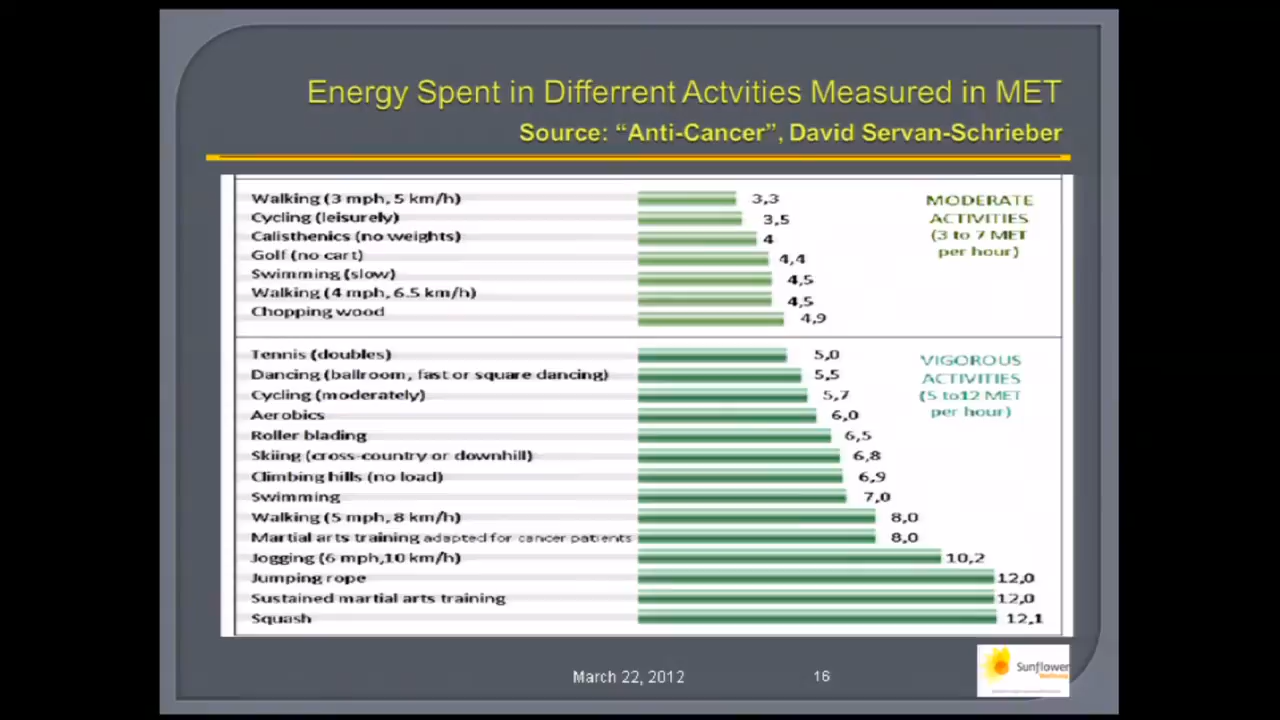 Energy Spent in Differrent Actvities Measured in MET
Source: “Anti-Cancer”, David Servan-Schrieber
Walking (3 mph, 5 km/h) 3,3
Cycling (leisurely) 3,5
Calisthenics (no weights) 4
Golf (no cart) 4,4
Swimming (slow) 4,5
Walking (4 mph, 6.5 km/h) 4,5
Chopping wood 4,9
MODERATE
ACTIVITIES
(3 to 7 MET
per hour)
Tennis (doubles) 5,0
Dancing (ballroom, fast or square dancing) 5,5
Cycling (moderately) 5,7
Aerobics 6,0
Roller blading 6,5
Skiing (cross-country or downhill) 6,8
Climbing hills (no load) 6,9
Swimming 7,0
Walking (5 mph, 8 km/h) 8,0
Martial arts training adapted for cancer patients 8,0
Jogging (6 mph,10 km/h) 10,2
Jumping rope 12,0
Sustained martial arts training 12,0
Squash 12,1
VIGOROUS
ACTIVITIES
(5 to12 MET
per hour)
March 22, 2012
16
Sunflower